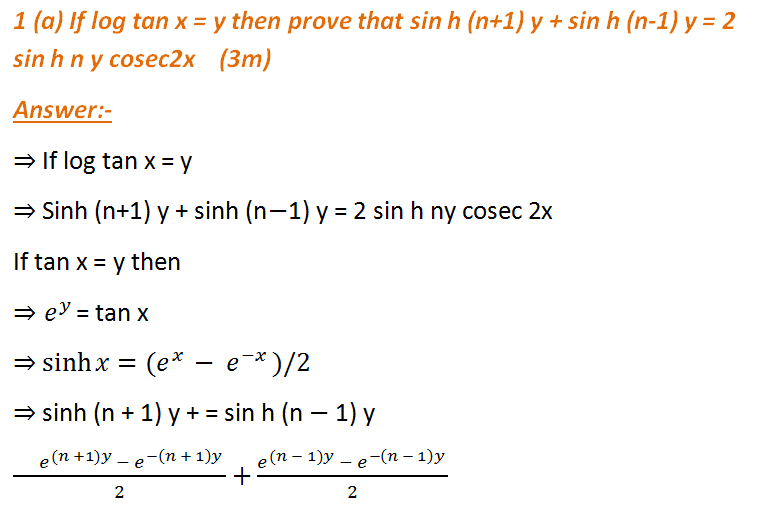 1 (a) If log tan x = y then prove that sin h (n+1) y + sin h (n-1) y = 2
sin h n y cosec2x (3m)
Answer:-
⇒ If log tan x = y
⇒ Sinh (n+1) y + sinh (n−1) y = 2 sin h ny cosec 2x
If tan x = y then
⇒ e^y = tan x
⇒ sinh x = (e^x − e^−x)/2
⇒ sinh (n + 1) y + = sin h (n − 1) y
(e^(n+1)y − e^−(n+1)y)/2 + (e^(n−1)y − e^−(n−1)y)/2